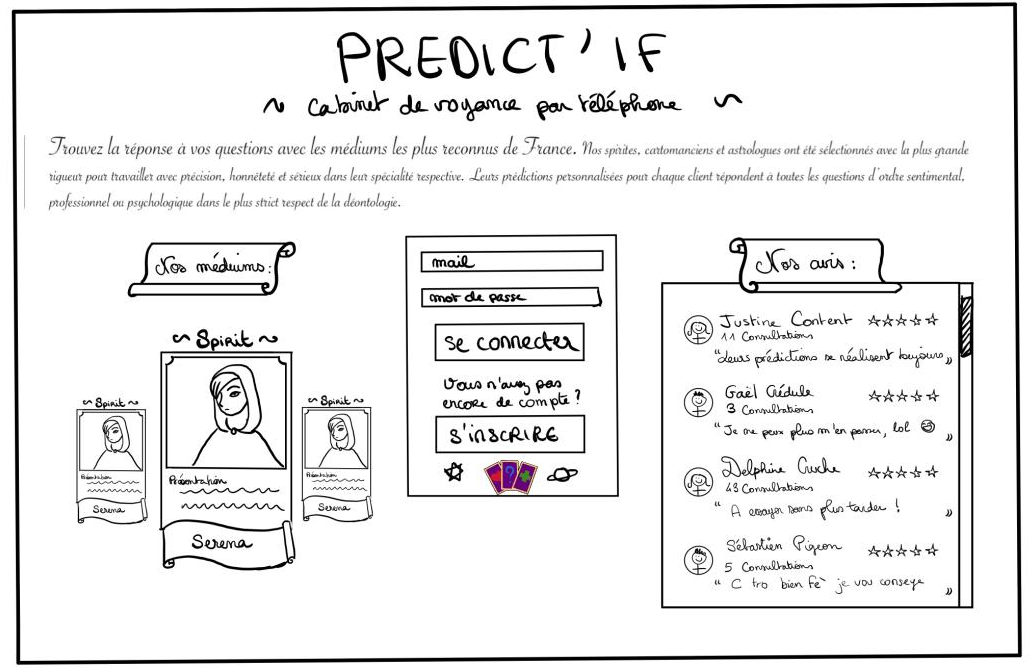 PREDICT'IF
~ Cabinet de voyance par téléphone ~
Trouvez la réponse à vos questions avec les médiums les plus reconnus de France. Nos spirites, cartomanciens et astrologues ont été sélectionnés avec la plus grande
rigueur pour travailler avec précision, honnêteté et sérieux dans leur spécialité respective. Leurs prédictions personnalisées pour chaque client répondent à toutes les questions d'ordre sentimental,
professionnel ou psychologique dans le plus strict respect de la déontologie.
Nos médiums :
~ Spirit ~
Présentation
Serena
~ Spirit ~
Présentation
Serena
~ Spirit ~
Présentation
Serena
mail
mot de passe
se connecter
Vous n'avez pas
encore de compte ?
S'INSCRIRE
?
Nos avis :
Justine Content ☆☆☆☆☆
11 Consultations
"Leurs prédictions se réalisent toujours"
Gaël Crédule ☆☆☆☆☆
3 Consultations
"Je ne peux plus m'en passer, lol 😄"
Delphine Cruche ☆☆☆☆☆
43 Consultations
"A essayer sans plus tarder !"
Sébastien Pigeon ☆☆☆☆☆
5 Consultations
"C tro bien Fè je vou conseye"